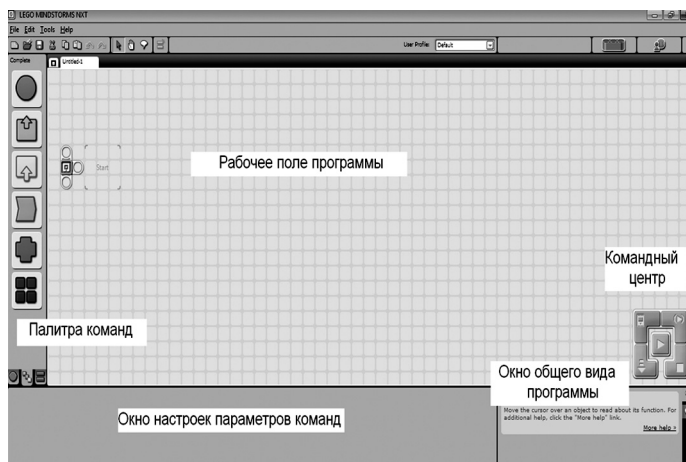 LEGO MINDSTORMS NXT
File Edit Tools Help
User Profile: Default
Complete
Untitled-1
Start
Рабочее поле программы
Командный
центр
Палитра команд
Окно общего вида
программы
Окно настроек параметров команд
Move the cursor over an object to read about its function. For
additional help, click the "More help" link.
More help »